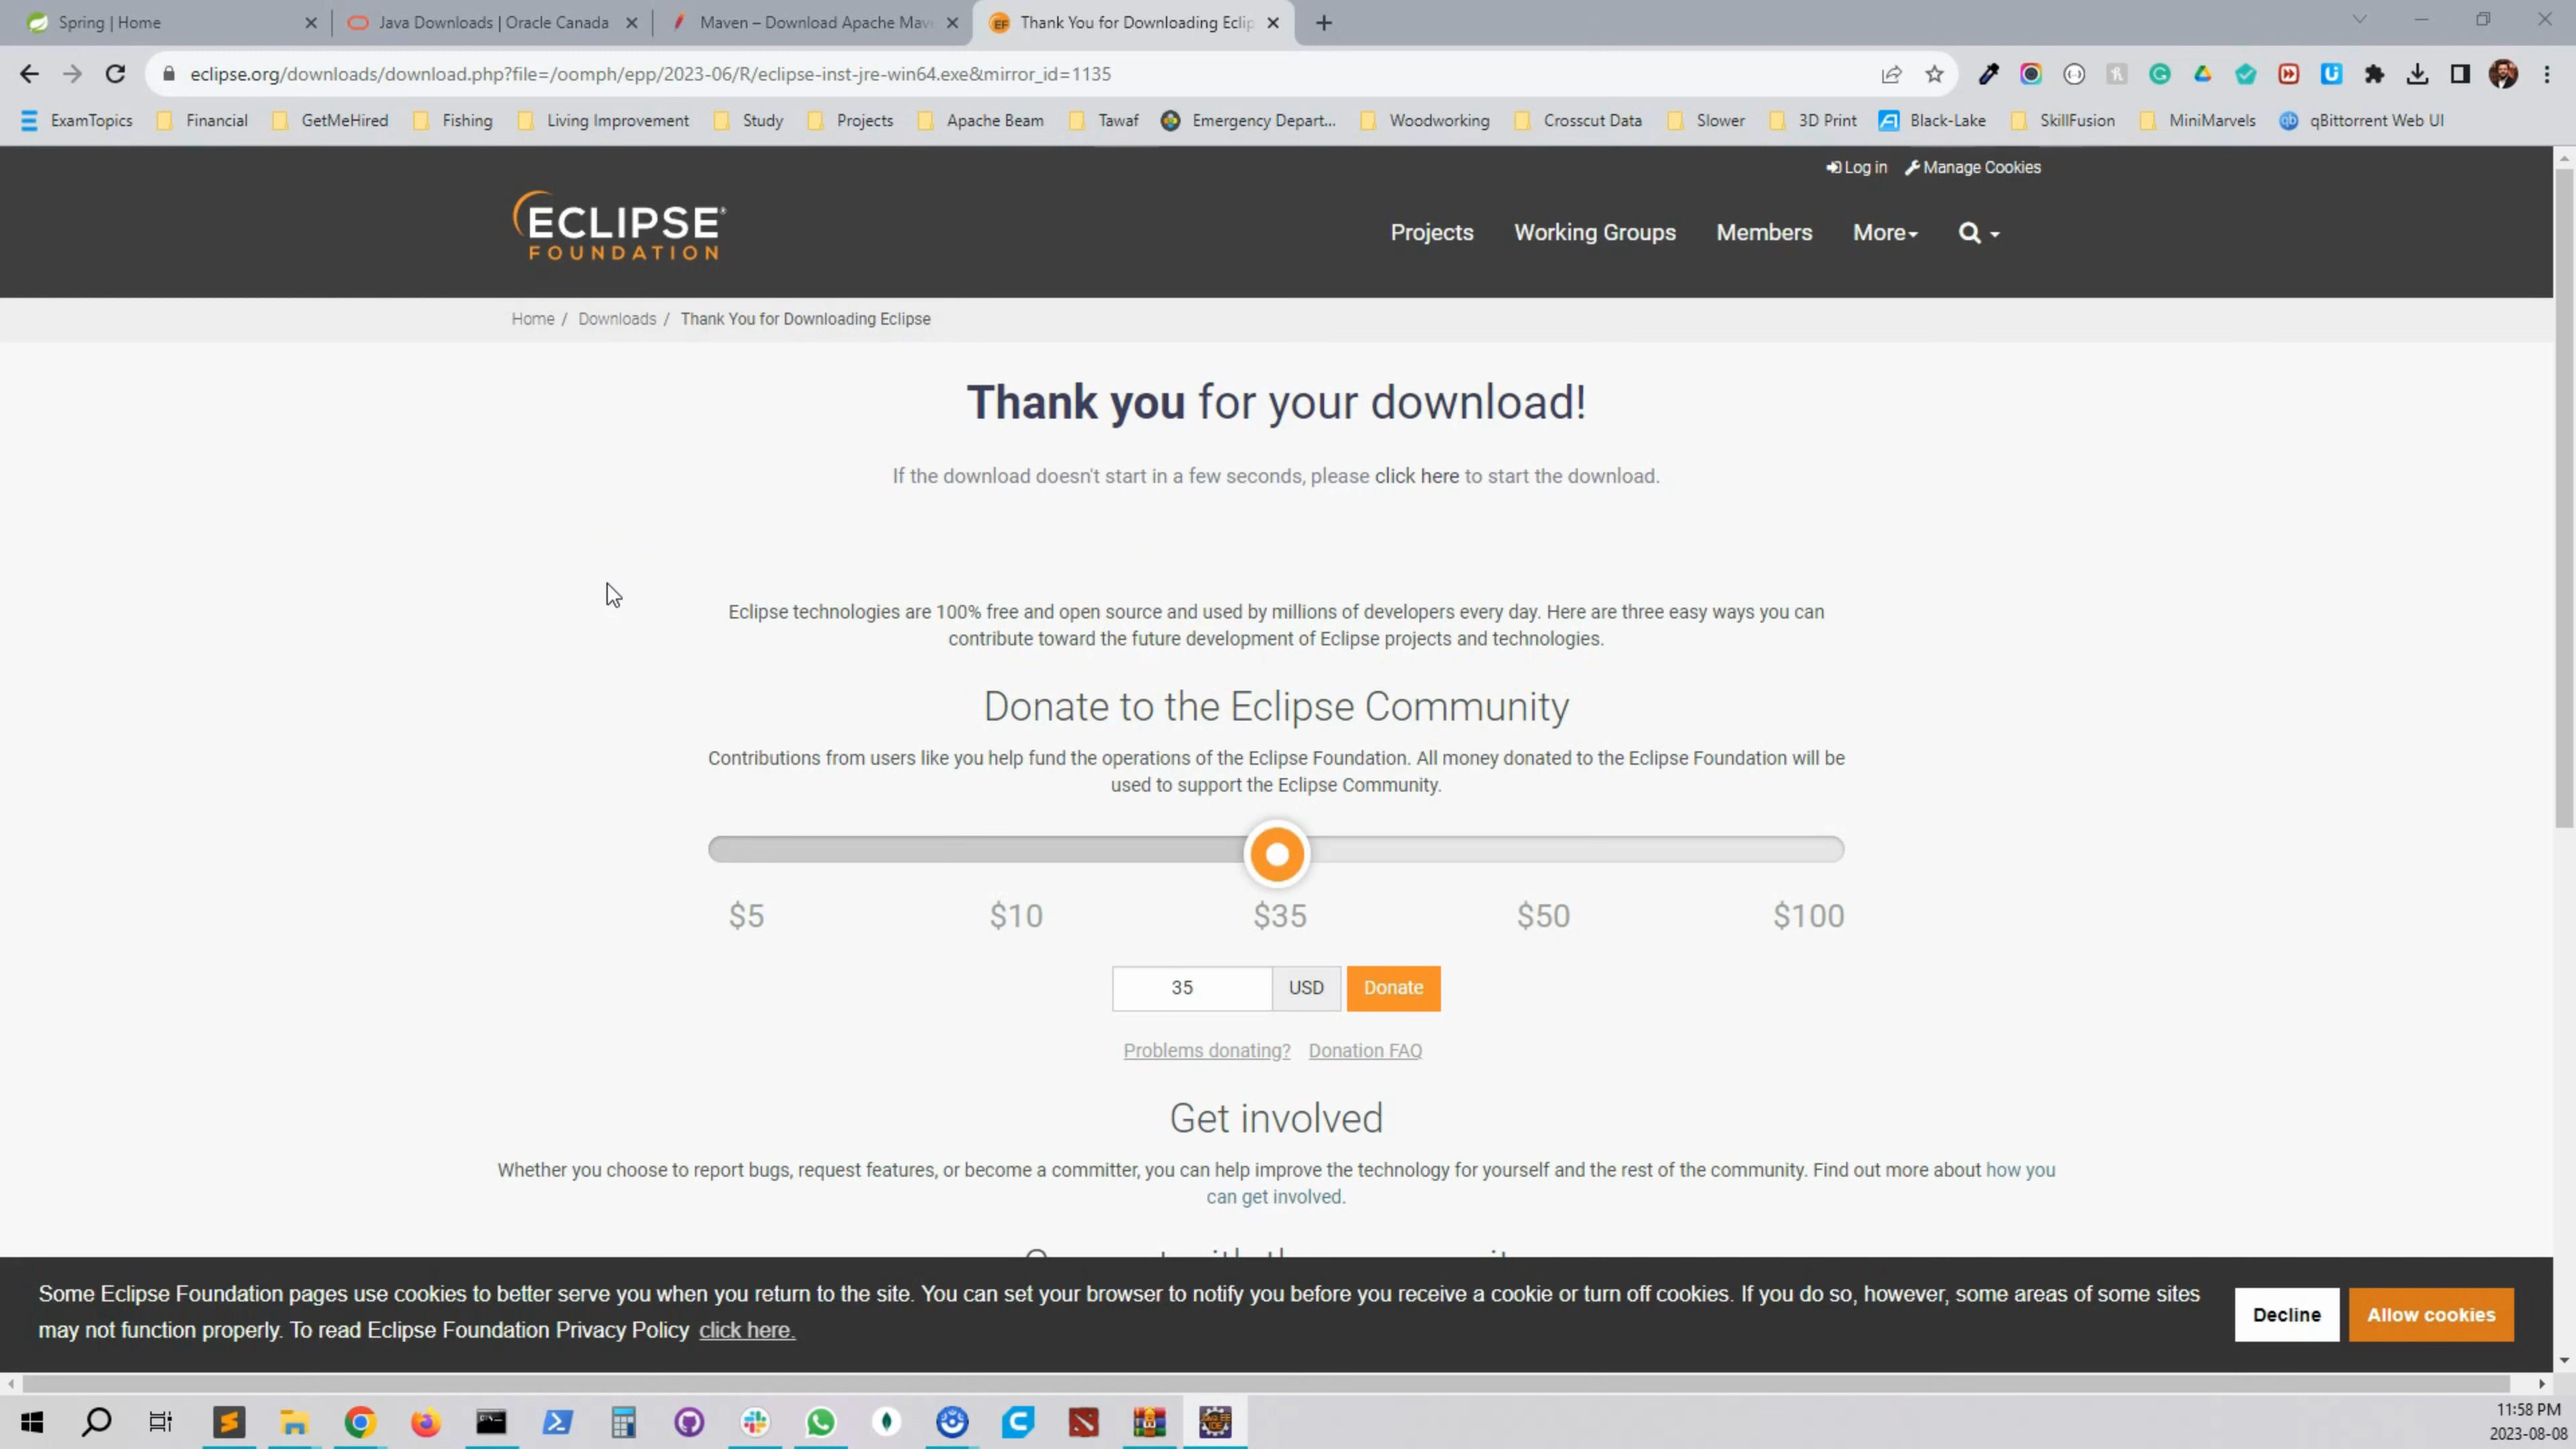 Spring | Home
Java Downloads | Oracle Canada
Maven – Download Apache Mav
Thank You for Downloading Eclip
eclipse.org/downloads/download.php?file=/oomph/epp/2023-06/R/eclipse-inst-jre-win64.exe&mirror_id=1135
ExamTopics Financial GetMeHired Fishing Living Improvement Study Projects Apache Beam Tawaf Emergency Depart... Woodworking Crosscut Data Slower 3D Print Black-Lake SkillFusion MiniMarvels qBittorrent Web UI
Log in Manage Cookies
ECLIPSE
FOUNDATION
Projects Working Groups Members More
Home / Downloads / Thank You for Downloading Eclipse
Thank you for your download!
If the download doesn't start in a few seconds, please click here to start the download.
Eclipse technologies are 100% free and open source and used by millions of developers every day. Here are three easy ways you can
contribute toward the future development of Eclipse projects and technologies.
Donate to the Eclipse Community
Contributions from users like you help fund the operations of the Eclipse Foundation. All money donated to the Eclipse Foundation will be
used to support the Eclipse Community.
$5 $10 $35 $50 $100
35 USD Donate
Problems donating? Donation FAQ
Get involved
Whether you choose to report bugs, request features, or become a committer, you can help improve the technology for yourself and the rest of the community. Find out more about how you
can get involved.
Some Eclipse Foundation pages use cookies to better serve you when you return to the site. You can set your browser to notify you before you receive a cookie or turn off cookies. If you do so, however, some areas of some sites
may not function properly. To read Eclipse Foundation Privacy Policy click here.
Decline Allow cookies
11:58 PM
2023-08-08